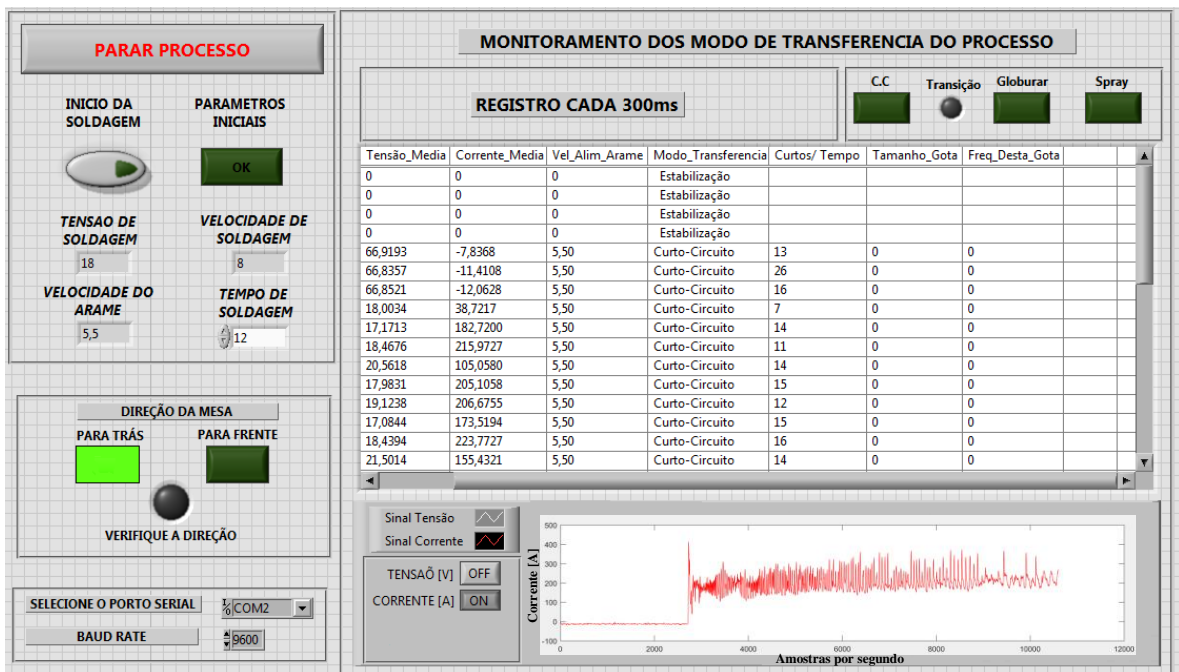 PARAR PROCESSO
INICIO DA
SOLDAGEM
PARAMETROS
INICIAIS
OK
TENSAO DE
SOLDAGEM
18
VELOCIDADE DE
SOLDAGEM
8
VELOCIDADE DO
ARAME
5,5
TEMPO DE
SOLDAGEM
12
DIREÇÃO DA MESA
PARA TRÁS
PARA FRENTE
VERIFIQUE A DIREÇÃO
SELECIONE O PORTO SERIAL
COM2
BAUD RATE
9600
MONITORAMENTO DOS MODO DE TRANSFERENCIA DO PROCESSO
REGISTRO CADA 300ms
C.C Transição Globurar Spray
Tensão_Media Corrente_Media Vel_Alim_Arame Modo_Transferencia Curtos/ Tempo Tamanho_Gota Freq_Desta_Gota
0 0 0 Estabilização
0 0 0 Estabilização
0 0 0 Estabilização
0 0 0 Estabilização
66,9193 -7,8368 5,50 Curto-Circuito 13 0 0
66,8357 -11,4108 5,50 Curto-Circuito 26 0 0
66,8521 -12,0628 5,50 Curto-Circuito 16 0 0
18,0034 38,7217 5,50 Curto-Circuito 7 0 0
17,1713 182,7200 5,50 Curto-Circuito 14 0 0
18,4676 215,9727 5,50 Curto-Circuito 11 0 0
20,5618 105,0580 5,50 Curto-Circuito 14 0 0
17,9831 205,1058 5,50 Curto-Circuito 15 0 0
19,1238 206,6755 5,50 Curto-Circuito 12 0 0
17,0844 173,5194 5,50 Curto-Circuito 15 0 0
18,4394 223,7727 5,50 Curto-Circuito 16 0 0
21,5014 155,4321 5,50 Curto-Circuito 14 0 0
Sinal Tensão
Sinal Corrente
TENSAÕ [V] OFF
CORRENTE [A] ON
Corrente [A]
500
400
300
200
100
0
-100
0 2000 4000 6000 8000 10000 12000
Amostras por segundo